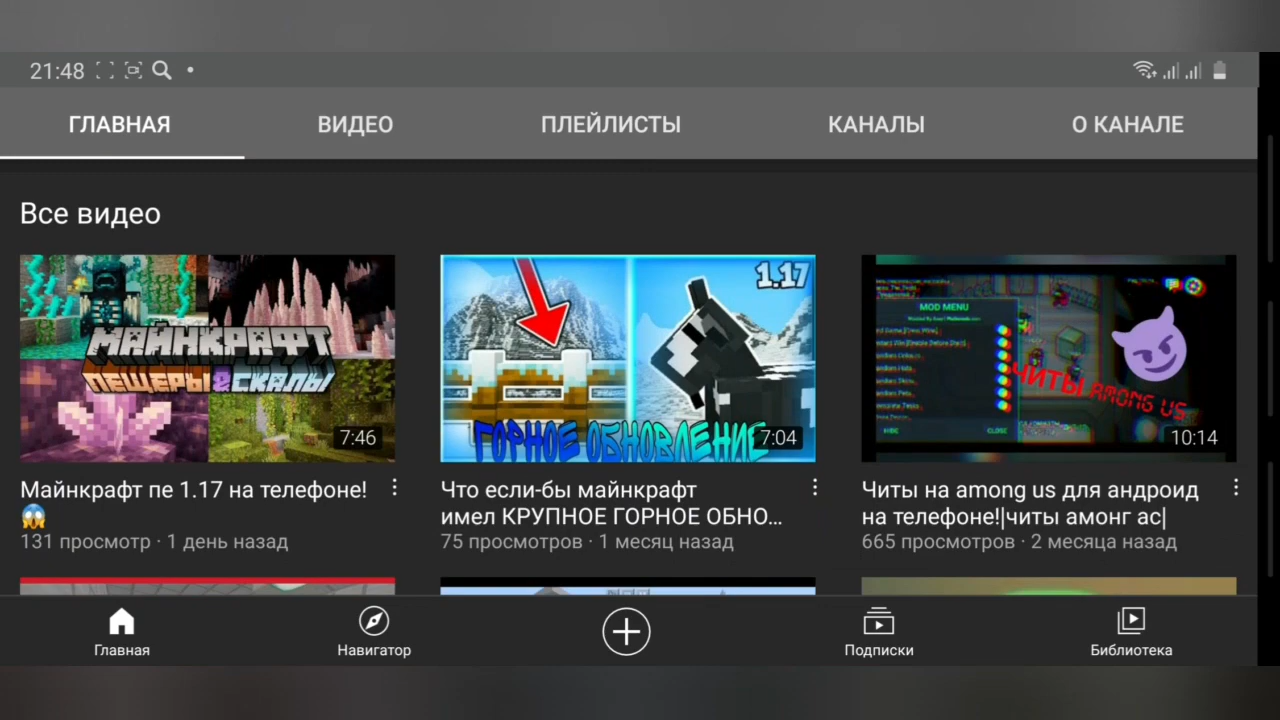 21:48
ГЛАВНАЯ ВИДЕО ПЛЕЙЛИСТЫ КАНАЛЫ О КАНАЛЕ
Все видео
МАЙНКРАФТ
ПЕЩЕРЫ & СКАЛЫ
7:46
1.17
ГОРНОЕ ОБНОВЛЕНИЕ
7:04
MOD MENU
ЧИТЫ AMONG US
HIDE
CLOSE
10:14
Майнкрафт пе 1.17 на телефоне!
😱
131 просмотр · 1 день назад
Что если-бы майнкрафт
имел КРУПНОЕ ГОРНОЕ ОБНО...
75 просмотров · 1 месяц назад
Читы на among us для андроид
на телефоне!|читы амонг ас|
665 просмотров · 2 месяца назад
Главная Навигатор Подписки Библиотека